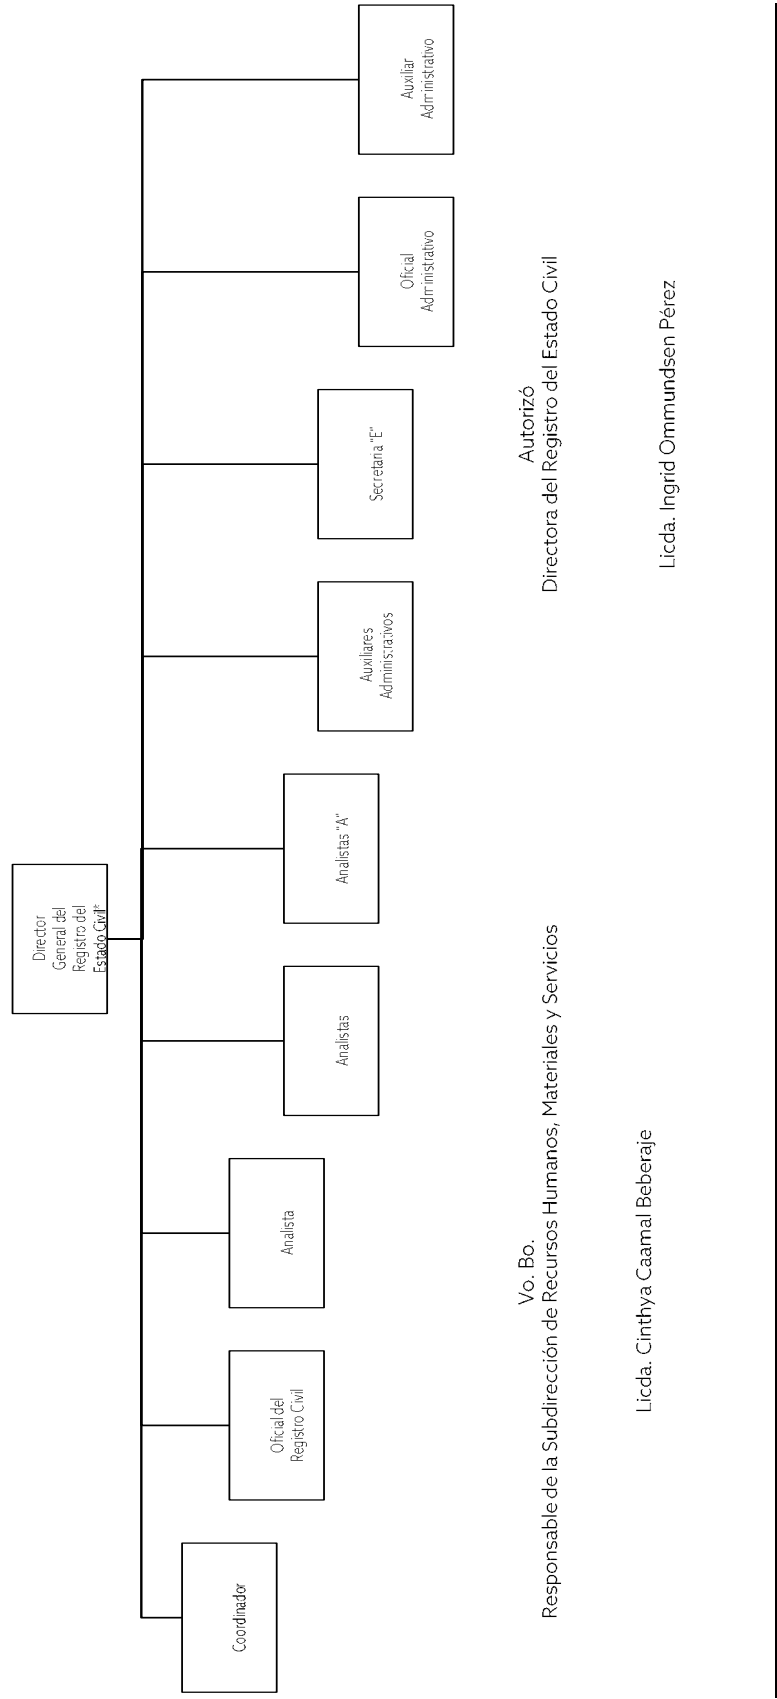 Director
General del
Registro del
Estado Civil*
Coordinador
Oficial del
Registro Civil
Analista
Analistas
Analistas "A"
Auxiliares
Administrativos
Secretaria "E"
Oficial
Administrativo
Auxiliar
Administrativo
Vo. Bo.
Responsable de la Subdirección de Recursos Humanos, Materiales y Servicios
Licda. Cinthya Caamal Beberaje
Autorizó
Directora del Registro del Estado Civil
Licda. Ingrid Ommundsen Pérez